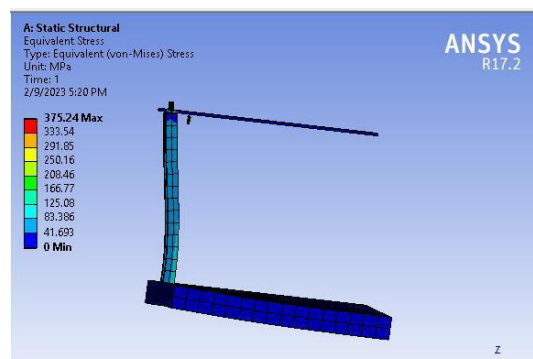 A: Static Structural
Equivalent Stress
Type: Equivalent (von-Mises) Stress
Unit: MPa
Time: 1
2/9/2023 5:20 PM
ANSYS
R17.2
375.24 Max
333.54
291.85
250.16
208.46
166.77
125.08
83.386
41.693
0 Min
Z